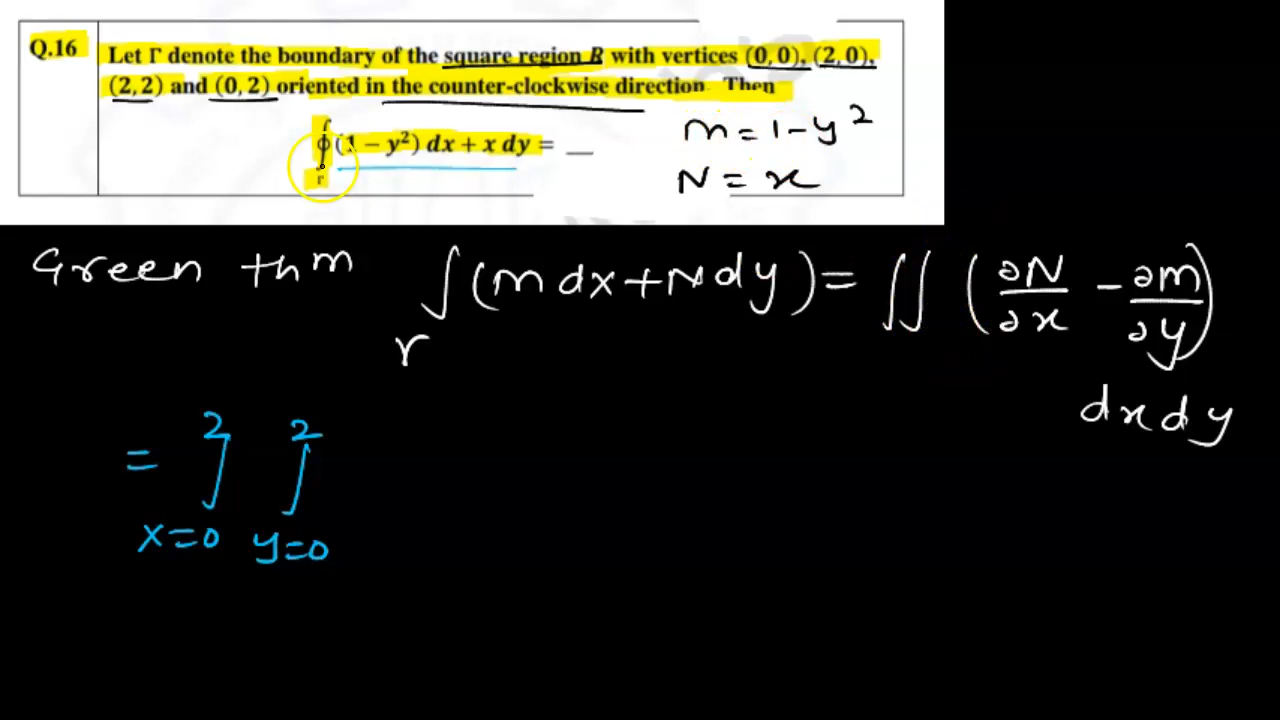 Q.16
Let Γ denote the boundary of the square region R with vertices (0, 0), (2, 0),
(2, 2) and (0, 2) oriented in the counter-clockwise direction. Then
∮_Γ (1 − y²) dx + x dy = __
m = 1 − y²
N = x
Green thm ∫_r (m dx + N dy) = ∬ (∂N/∂x − ∂m/∂y)
dx dy
= ∫_{x=0}^{2} ∫_{y=0}^{2}